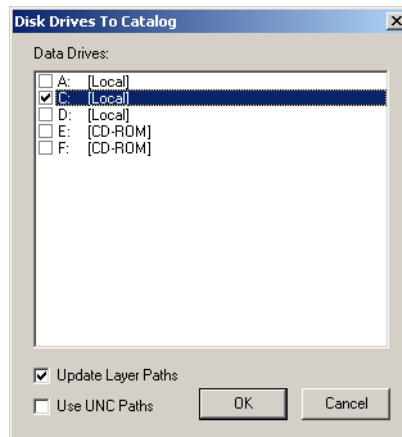 Disk Drives To Catalog
Data Drives:
A: [Local]
C: [Local]
D: [Local]
E: [CD-ROM]
F: [CD-ROM]
Update Layer Paths
Use UNC Paths
OK
Cancel